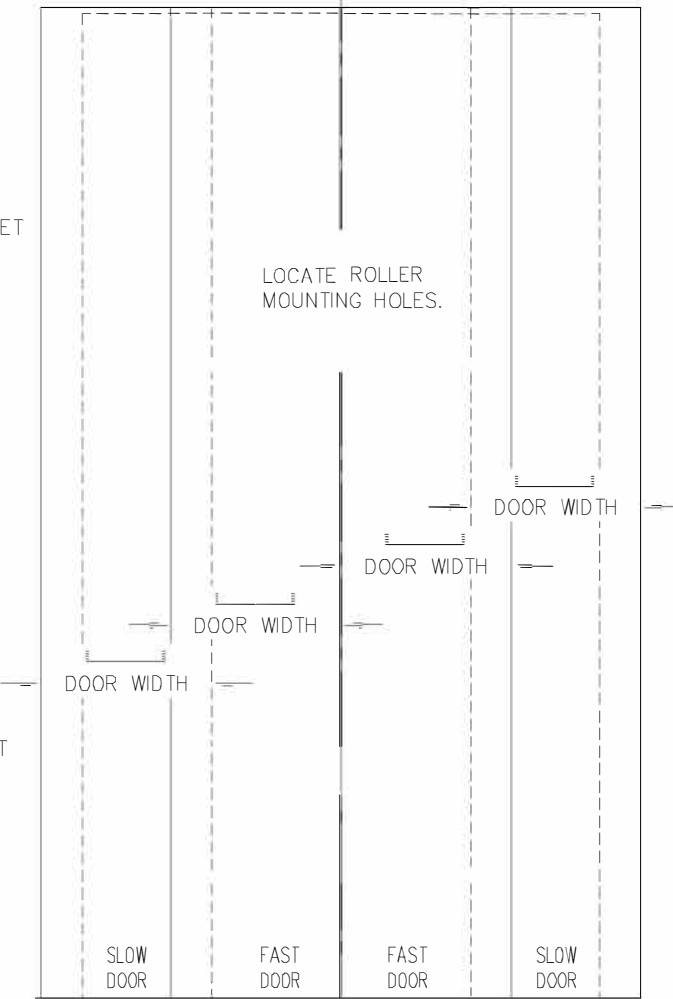 ET
LOCATE ROLLER
MOUNTING HOLES.
DOOR WIDTH
DOOR WIDTH
DOOR WIDTH
DOOR WIDTH
T
SLOW
DOOR
FAST
DOOR
FAST
DOOR
SLOW
DOOR